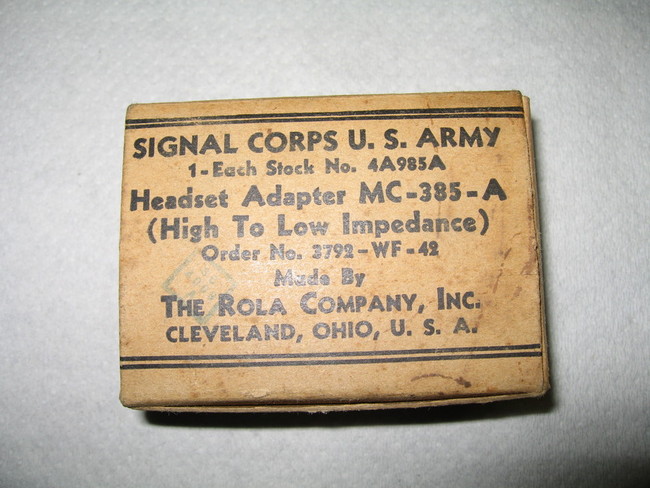 SIGNAL CORPS U. S. ARMY
1-Each Stock No. 4A985A
Headset Adapter MC-385-A
(High To Low Impedance)
Order No. 3792-WF-42
Made By
THE ROLA COMPANY, INC.
CLEVELAND, OHIO, U. S. A.